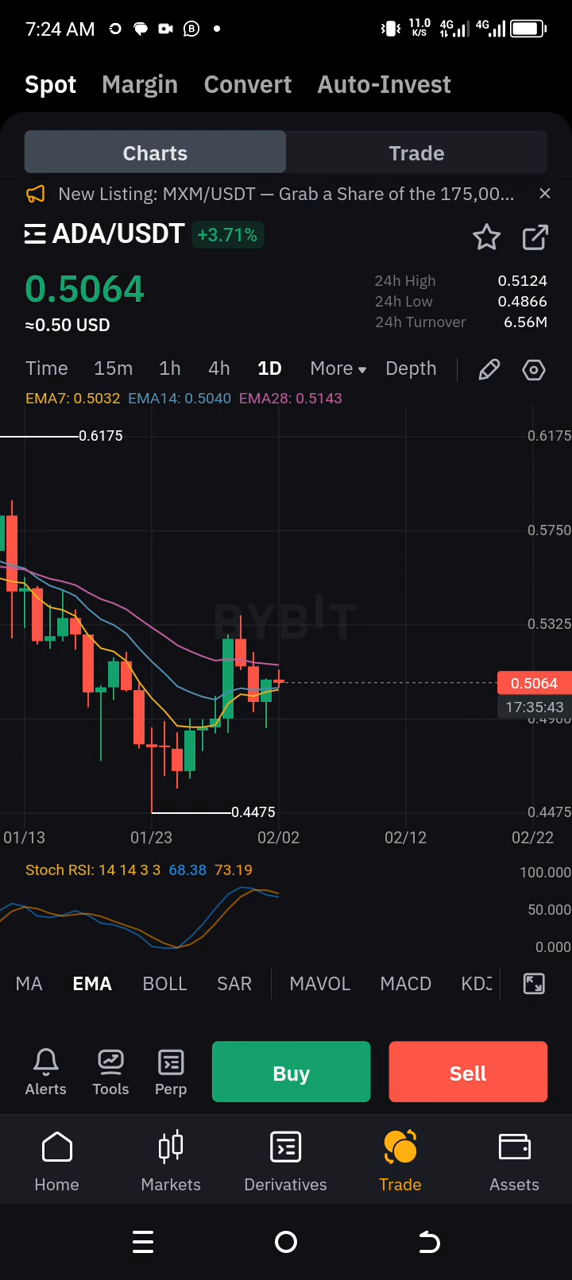 7:24 AM
11.0 K/S 4G 4G
Spot Margin Convert Auto-Invest
Charts Trade
New Listing: MXM/USDT — Grab a Share of the 175,00...
ADA/USDT +3.71%
0.5064
≈0.50 USD
24h High 0.5124
24h Low 0.4866
24h Turnover 6.56M
Time 15m 1h 4h 1D More Depth
EMA7: 0.5032 EMA14: 0.5040 EMA28: 0.5143
0.6175 0.6175
0.5750
BYBIT
0.5325
0.5064
17:35:43
0.4900
0.4475 0.4475
01/13 01/23 02/02 02/12 02/22
Stoch RSI: 14 14 3 3 68.38 73.19
100.000
50.000
0.000
MA EMA BOLL SAR MAVOL MACD KDJ
Alerts Tools Perp Buy Sell
Home Markets Derivatives Trade Assets